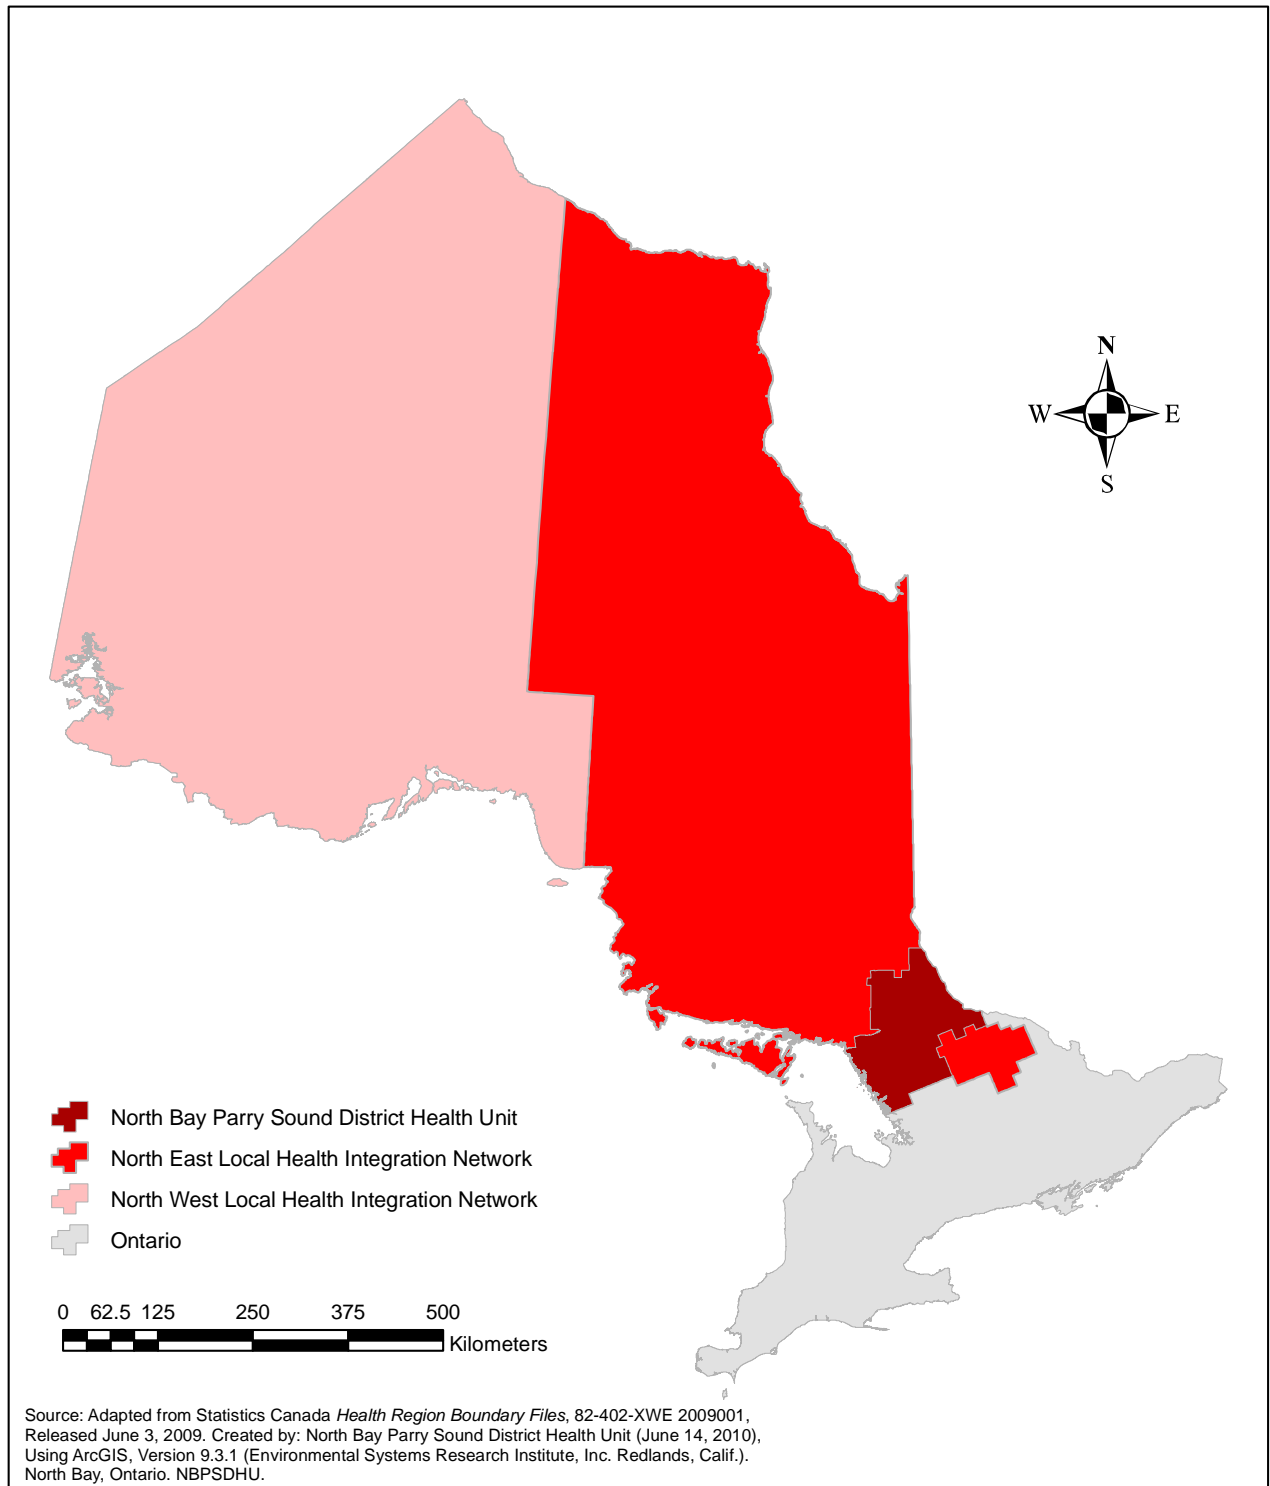 N
W E
S
North Bay Parry Sound District Health Unit
North East Local Health Integration Network
North West Local Health Integration Network
Ontario
0 62.5 125 250 375 500
Kilometers
Source: Adapted from Statistics Canada Health Region Boundary Files, 82-402-XWE 2009001,
Released June 3, 2009. Created by: North Bay Parry Sound District Health Unit (June 14, 2010),
Using ArcGIS, Version 9.3.1 (Environmental Systems Research Institute, Inc. Redlands, Calif.).
North Bay, Ontario. NBPSDHU.